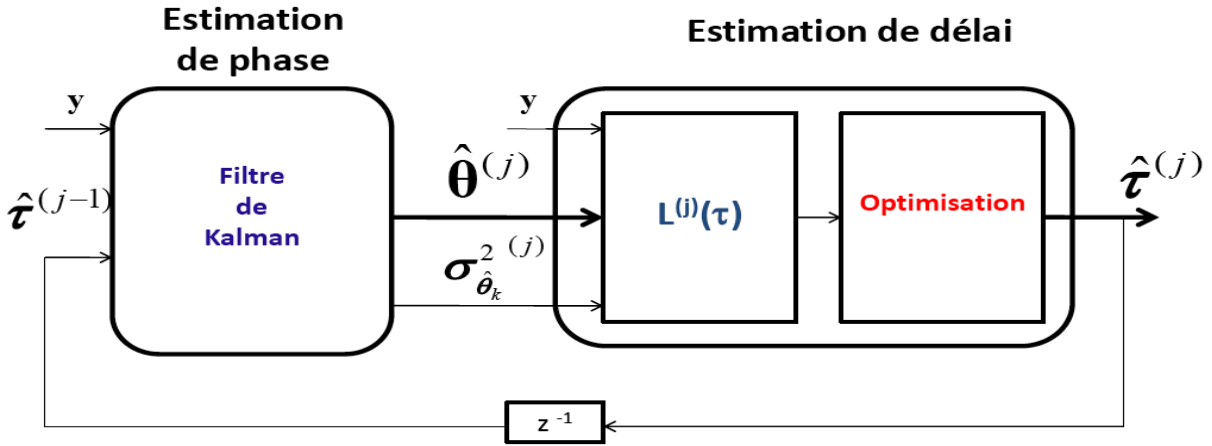 Estimation
de phase
Estimation de délai
y
y
τ̂^(j−1)
Filtre
de
Kalman
θ̂^(j)
σ²_θ̂ₖ^(j)
L^(j)(τ)
Optimisation
τ̂^(j)
z ⁻¹